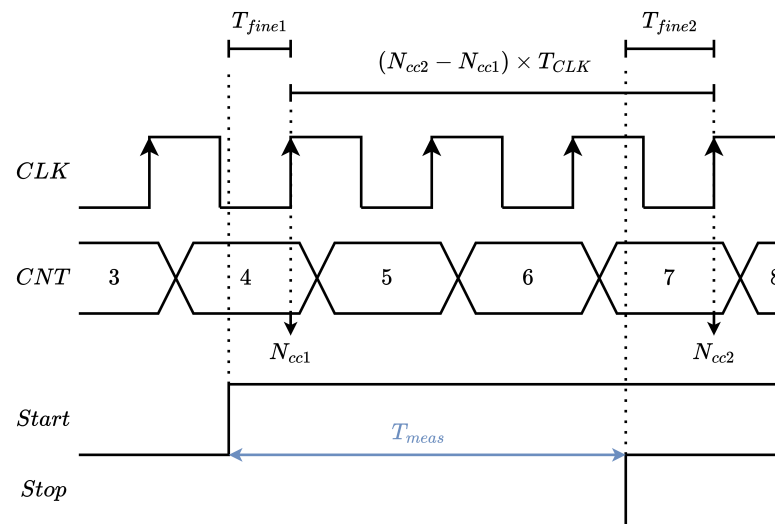 T_{fine1} T_{fine2}
(N_{cc2} − N_{cc1}) × T_{CLK}
CLK
CNT 3 4 5 6 7 8
N_{cc1} N_{cc2}
Start
T_{meas}
Stop